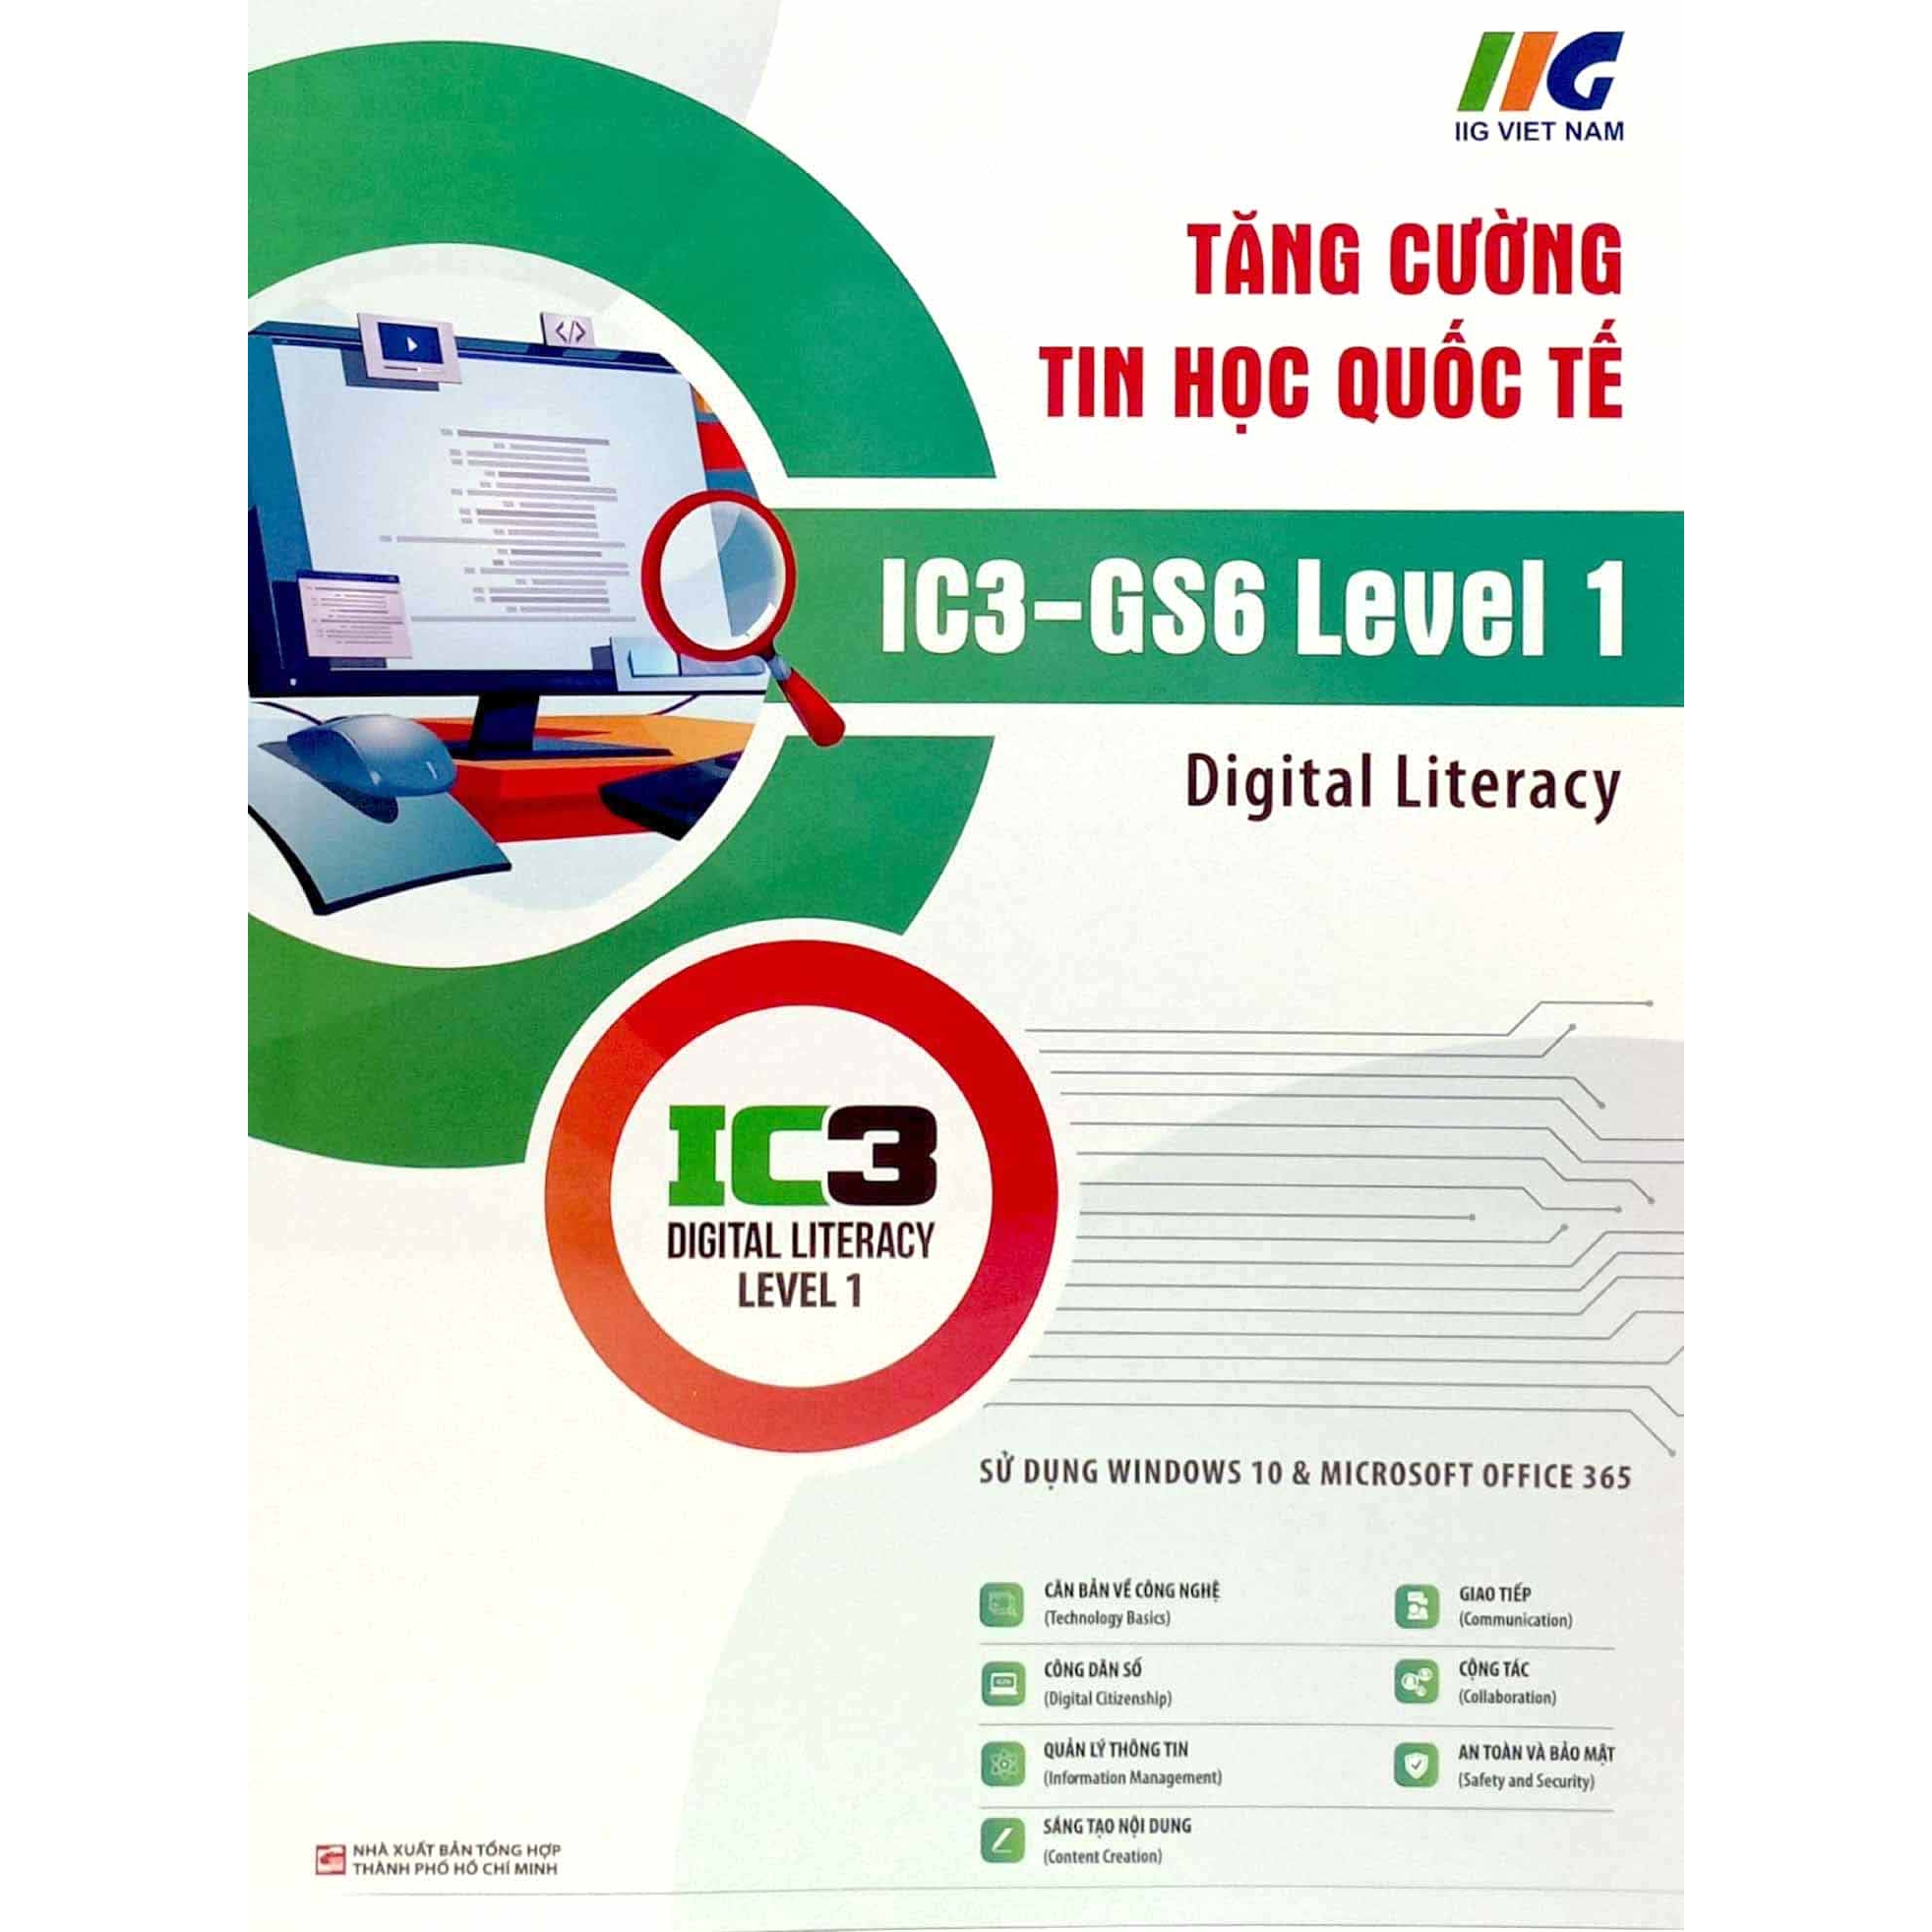 IIG
IIG VIET NAM
TĂNG CƯỜNG
TIN HỌC QUỐC TẾ
IC3-GS6 Level 1
Digital Literacy
IC3
DIGITAL LITERACY
LEVEL 1
SỬ DỤNG WINDOWS 10 & MICROSOFT OFFICE 365
CĂN BẢN VỀ CÔNG NGHỆ
(Technology Basics)
CÔNG DÂN SỐ
(Digital Citizenship)
QUẢN LÝ THÔNG TIN
(Information Management)
SÁNG TẠO NỘI DUNG
(Content Creation)
GIAO TIẾP
(Communication)
CỘNG TÁC
(Collaboration)
AN TOÀN VÀ BẢO MẬT
(Safety and Security)
NHÀ XUẤT BẢN TỔNG HỢP
THÀNH PHỐ HỒ CHÍ MINH